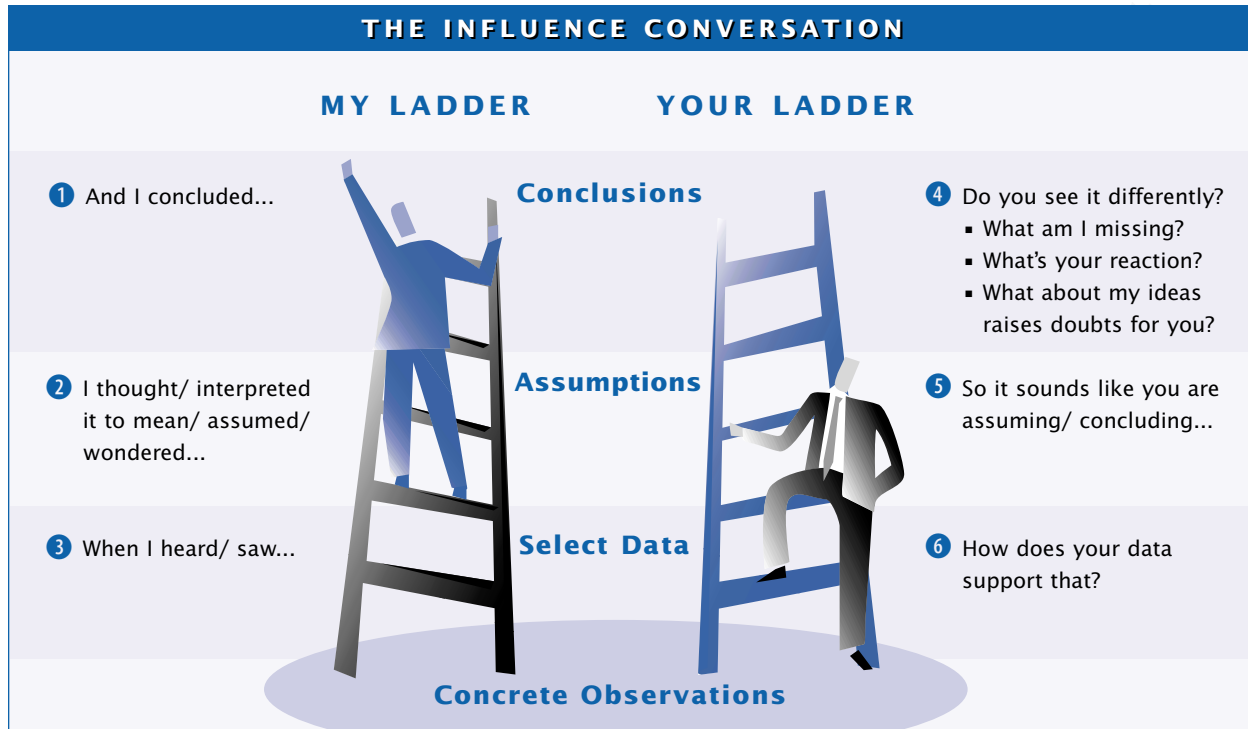 THE INFLUENCE CONVERSATION
MY LADDER
YOUR LADDER
1 And I concluded...
Conclusions
4 Do you see it differently?
▪ What am I missing?
▪ What's your reaction?
▪ What about my ideas
raises doubts for you?
2 I thought/ interpreted
it to mean/ assumed/
wondered...
Assumptions
5 So it sounds like you are
assuming/ concluding...
3 When I heard/ saw...
Select Data
6 How does your data
support that?
Concrete Observations